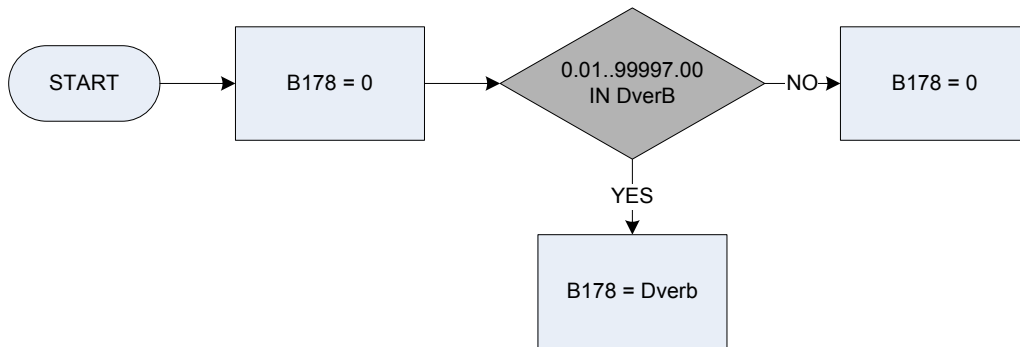 START
B178 = 0
0.01..99997.00
IN DverB
NO
B178 = 0
YES
B178 = Dverb